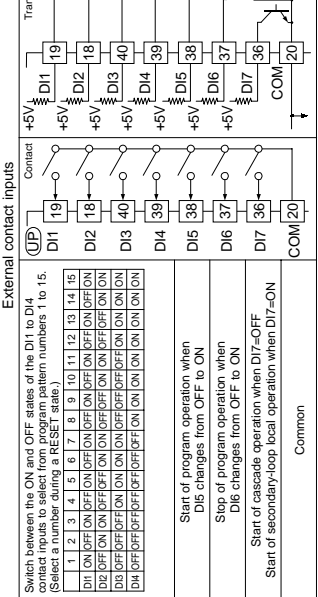 External contact inputs
Switch between the ON and OFF states of the DI1 to DI4
contact inputs to select from program pattern numbers 1 to 15.
(Select a number during a RESET state.)
1 2 3 4 5 6 7 8 9 10 11 12 13 14 15
DI1 ON OFF ON OFF ON OFF ON OFF ON OFF ON OFF ON OFF ON
DI2 OFF ON ON OFF OFF ON ON OFF OFF ON ON OFF OFF ON ON
DI3 OFF OFF OFF ON ON ON ON OFF OFF OFF OFF ON ON ON ON
DI4 OFF OFF OFF OFF OFF OFF OFF ON ON ON ON ON ON ON ON
Start of program operation when
DI5 changes from OFF to ON
Stop of program operation when
DI6 changes from OFF to ON
Start of cascade operation when DI7=OFF
Start of secondary-loop local operation when DI7=ON
Common
UP
Contact
DI1 19
DI2 18
DI3 40
DI4 39
DI5 38
DI6 37
DI7 36
COM 20
Tran
+5V DI1 19
+5V DI2 18
+5V DI3 40
+5V DI4 39
+5V DI5 38
+5V DI6 37
+5V DI7 36
COM 20